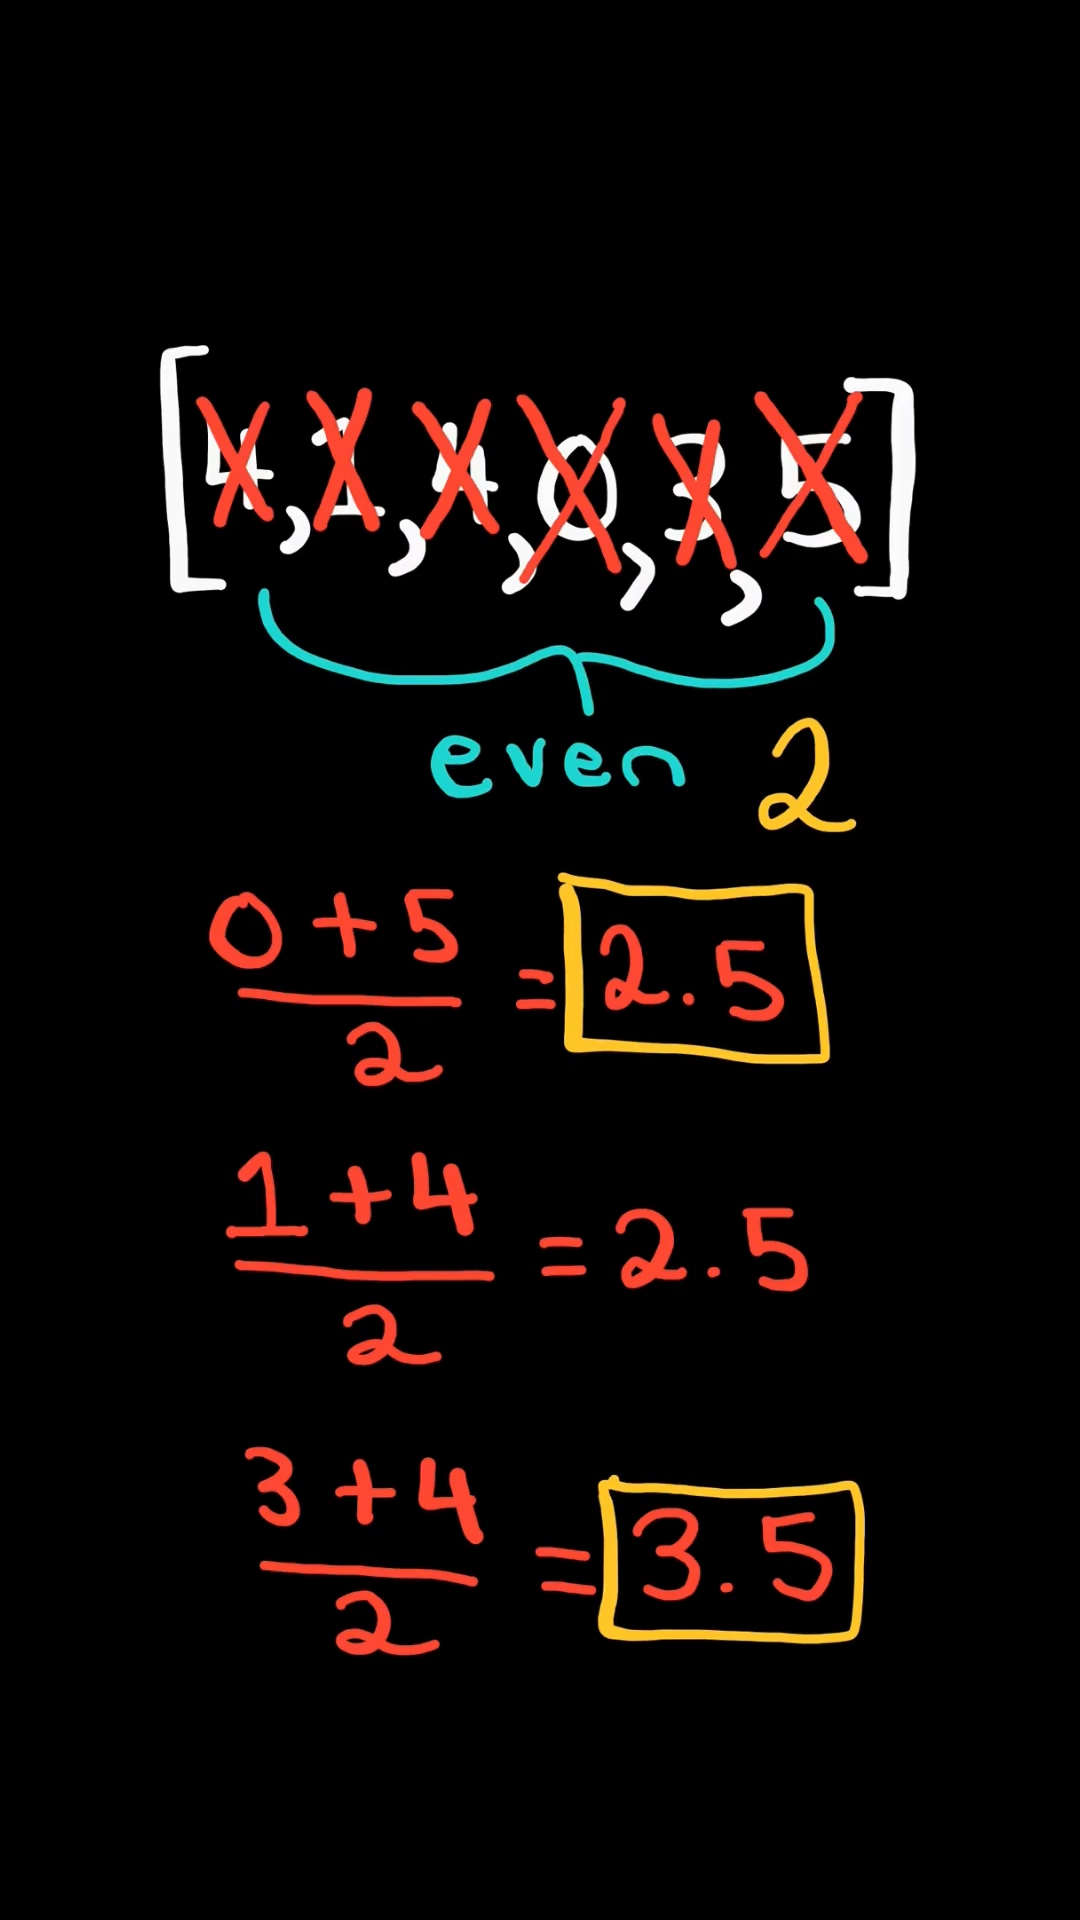 [4, 1, 4, 0, 3, 5]
even 2
0 + 5
2
= 2.5
1 + 4
2
= 2.5
3 + 4
2
= 3.5